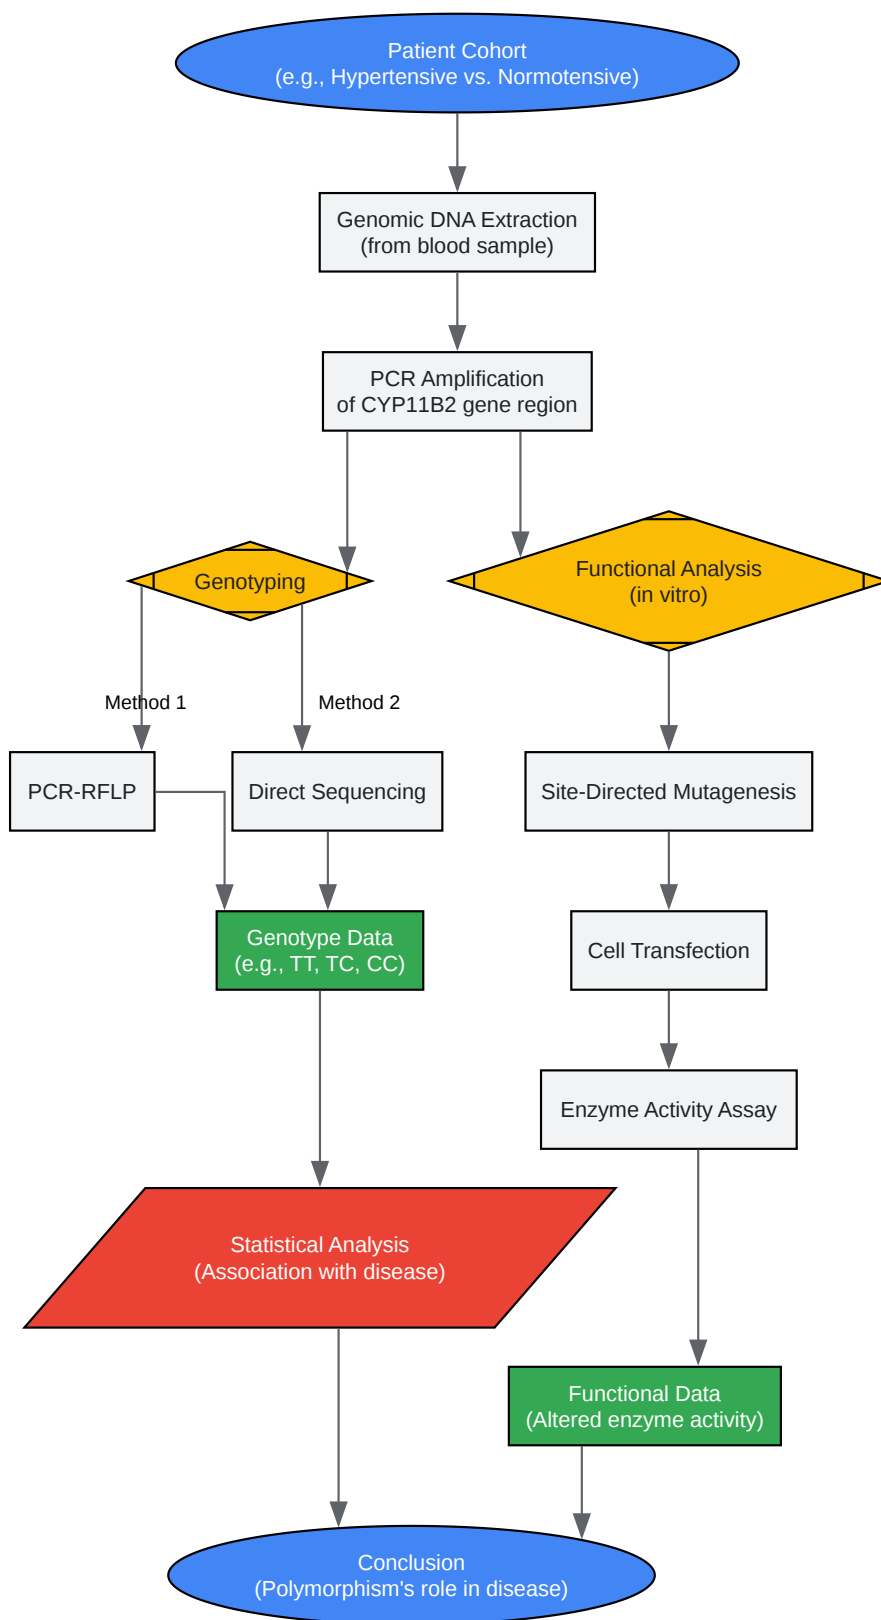 Patient Cohort
(e.g., Hypertensive vs. Normotensive)
Genomic DNA Extraction
(from blood sample)
PCR Amplification
of CYP11B2 gene region
Genotyping
Functional Analysis
(in vitro)
Method 1
Method 2
PCR-RFLP
Direct Sequencing
Site-Directed Mutagenesis
Genotype Data
(e.g., TT, TC, CC)
Cell Transfection
Enzyme Activity Assay
Statistical Analysis
(Association with disease)
Functional Data
(Altered enzyme activity)
Conclusion
(Polymorphism's role in disease)